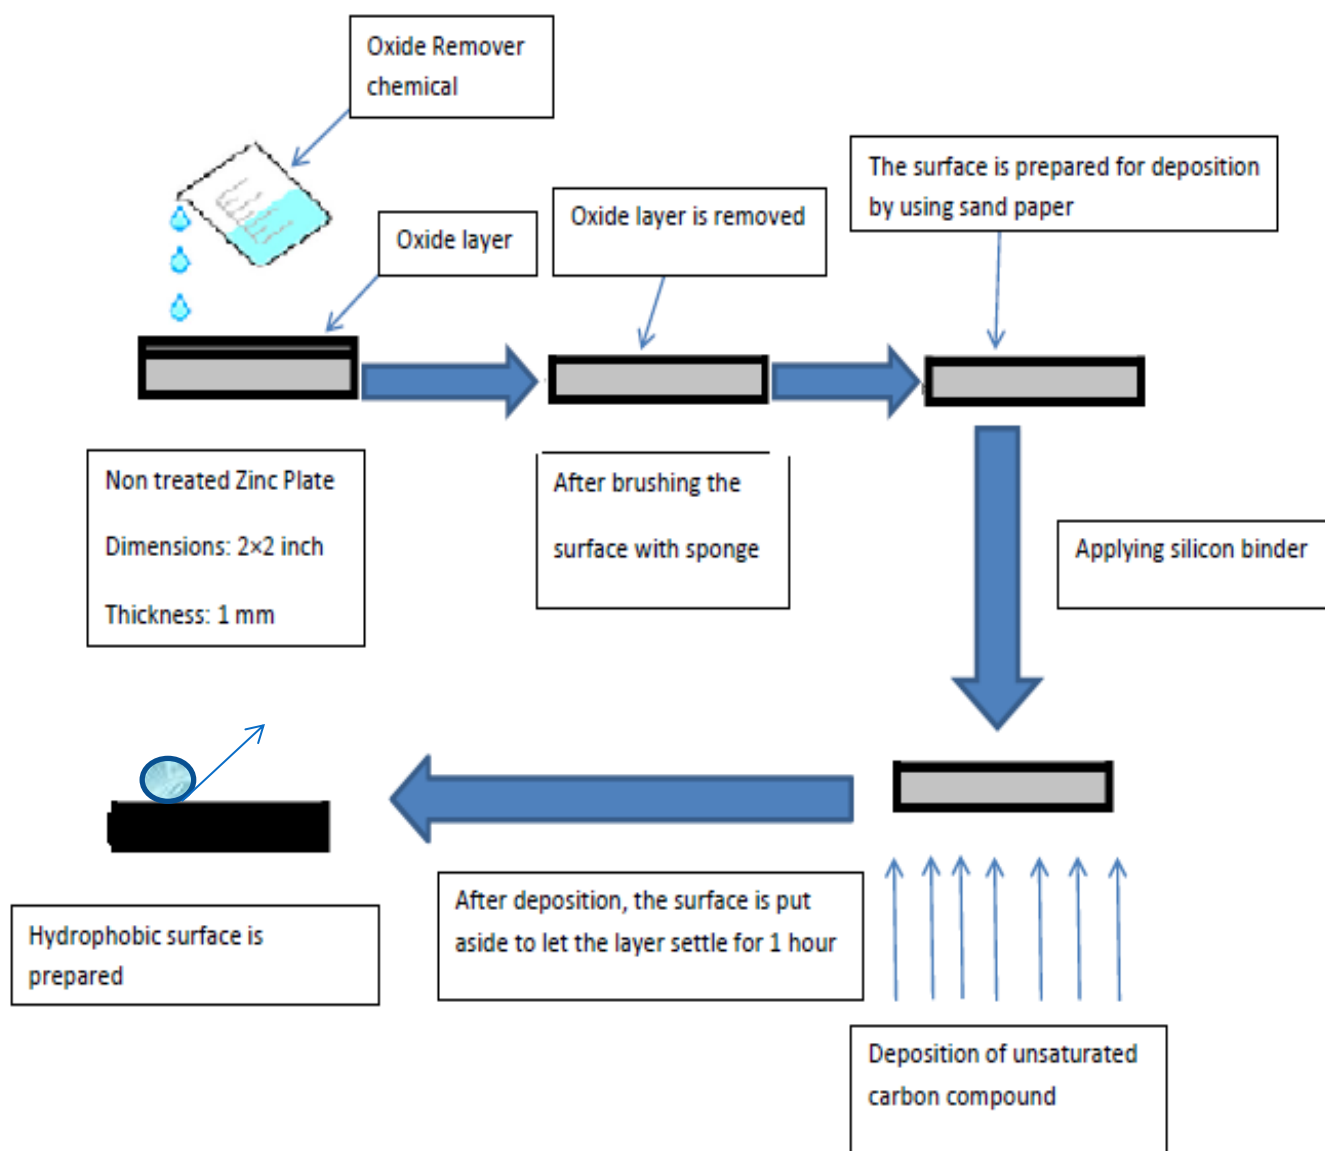 Oxide Remover
chemical
Oxide layer
Oxide layer is removed
The surface is prepared for deposition
by using sand paper
Non treated Zinc Plate
Dimensions: 2×2 inch
Thickness: 1 mm
After brushing the
surface with sponge
Applying silicon binder
Deposition of unsaturated
carbon compound
After deposition, the surface is put
aside to let the layer settle for 1 hour
Hydrophobic surface is
prepared